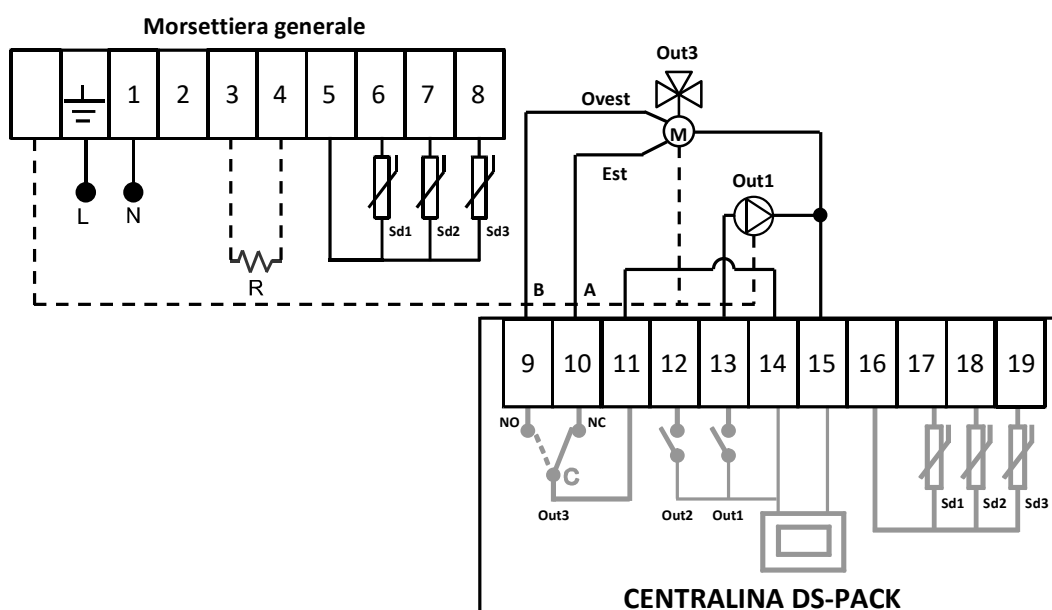 Morsettiera generale
1 2 3 4 5 6 7 8
L N
R
Sd1 Sd2 Sd3
Out3
Ovest
M
Est
Out1
B A
9 10 11 12 13 14 15 16 17 18 19
NO NC
C
Out3 Out2 Out1
Sd1 Sd2 Sd3
CENTRALINA DS-PACK